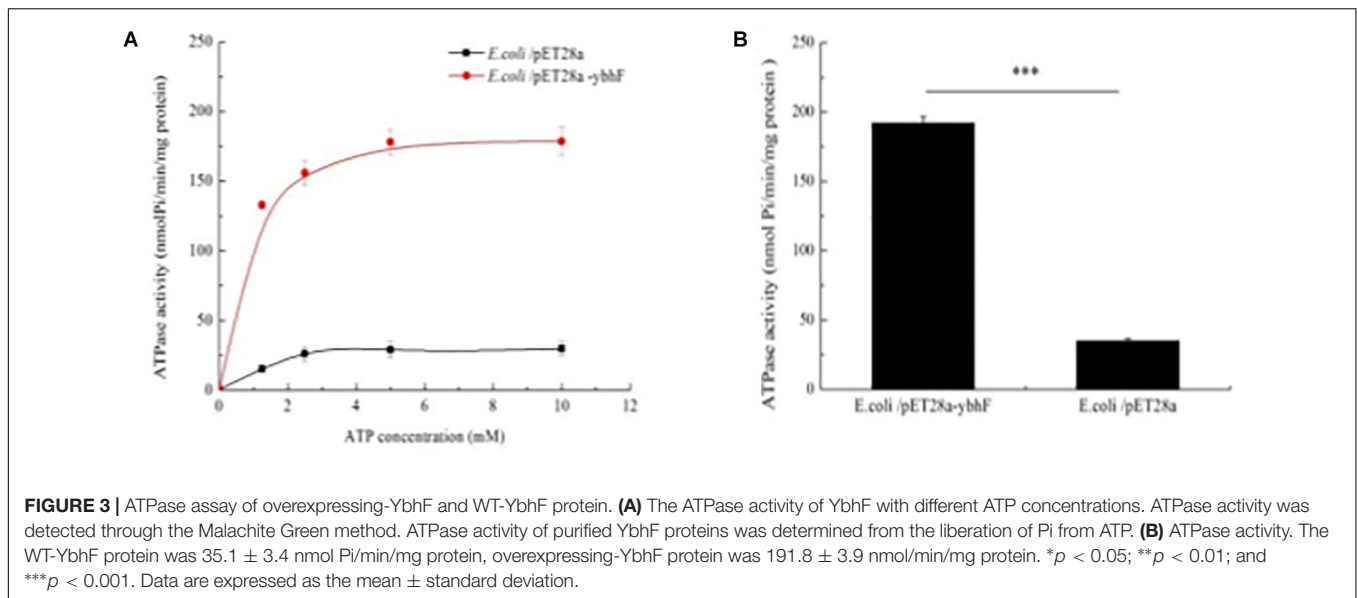 A
250
200
150
100
50
0
ATPase activity (nmolPi/min/mg protein)
E.coli /pET28a
E.coli /pET28a -ybhF
0 2 4 6 8 10 12
ATP concentration (mM)
B
250
200
150
100
50
0
ATPase activity (nmol Pi/min/mg protein)
***
E.coli /pET28a-ybhF E.coli /pET28a
FIGURE 3 | ATPase assay of overexpressing-YbhF and WT-YbhF protein. (A) The ATPase activity of YbhF with different ATP concentrations. ATPase activity was
detected through the Malachite Green method. ATPase activity of purified YbhF proteins was determined from the liberation of Pi from ATP. (B) ATPase activity. The
WT-YbhF protein was 35.1 ± 3.4 nmol Pi/min/mg protein, overexpressing-YbhF protein was 191.8 ± 3.9 nmol/min/mg protein. *p < 0.05; **p < 0.01; and
***p < 0.001. Data are expressed as the mean ± standard deviation.